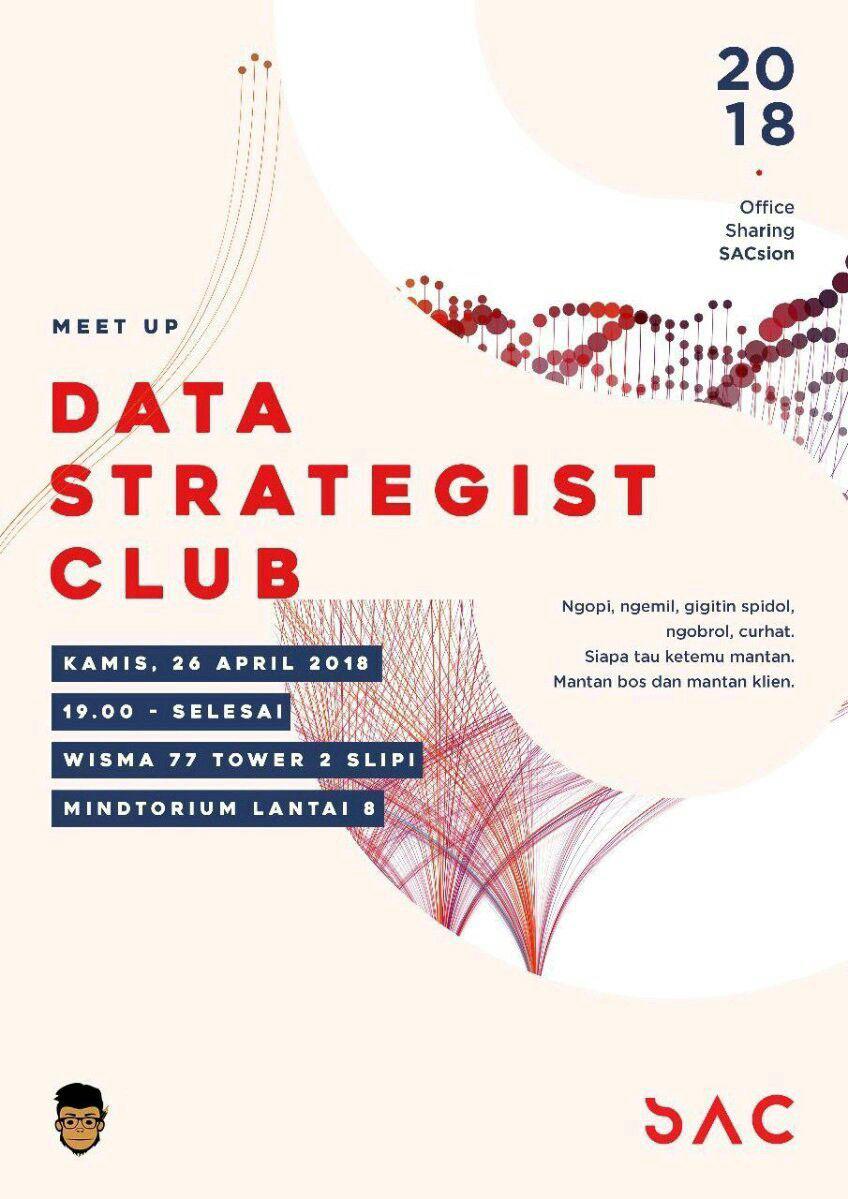 20
18
Office
Sharing
SACsion
MEET UP
DATA
STRATEGIST
CLUB
Ngopi, ngemil, gigitin spidol,
ngobrol, curhat.
Siapa tau ketemu mantan.
Mantan bos dan mantan klien.
KAMIS, 26 APRIL 2018
19.00 - SELESAI
WISMA 77 TOWER 2 SLIPI
MINDTORIUM LANTAI 8
SAC